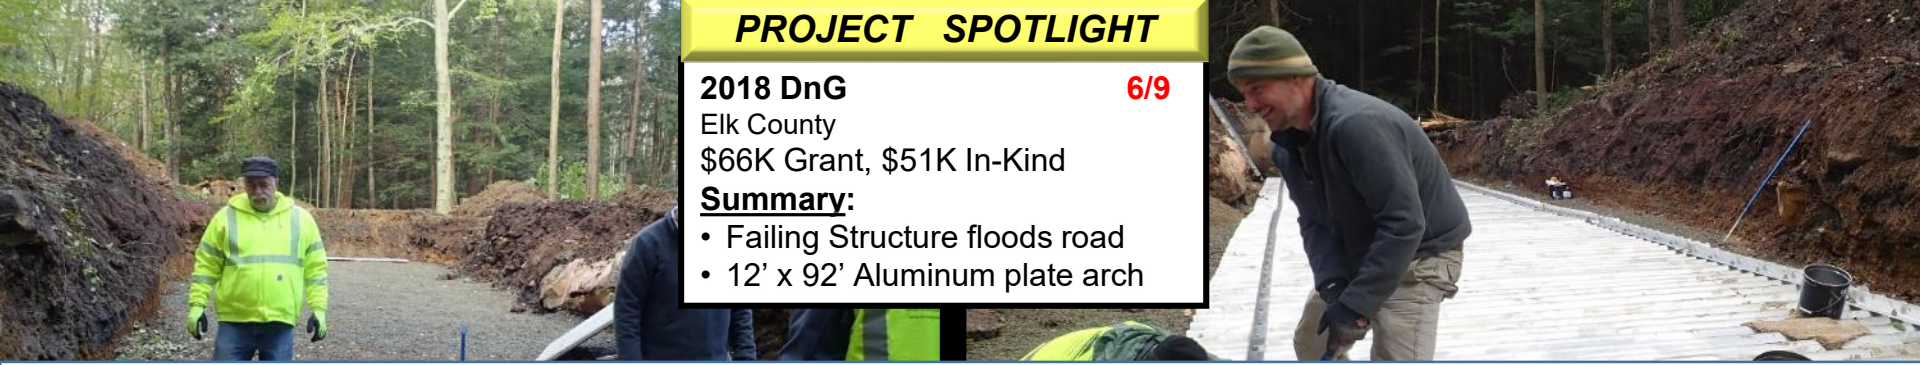 PROJECT SPOTLIGHT
2018 DnG 6/9
Elk County
$66K Grant, $51K In-Kind
Summary:
• Failing Structure floods road
• 12’ x 92’ Aluminum plate arch